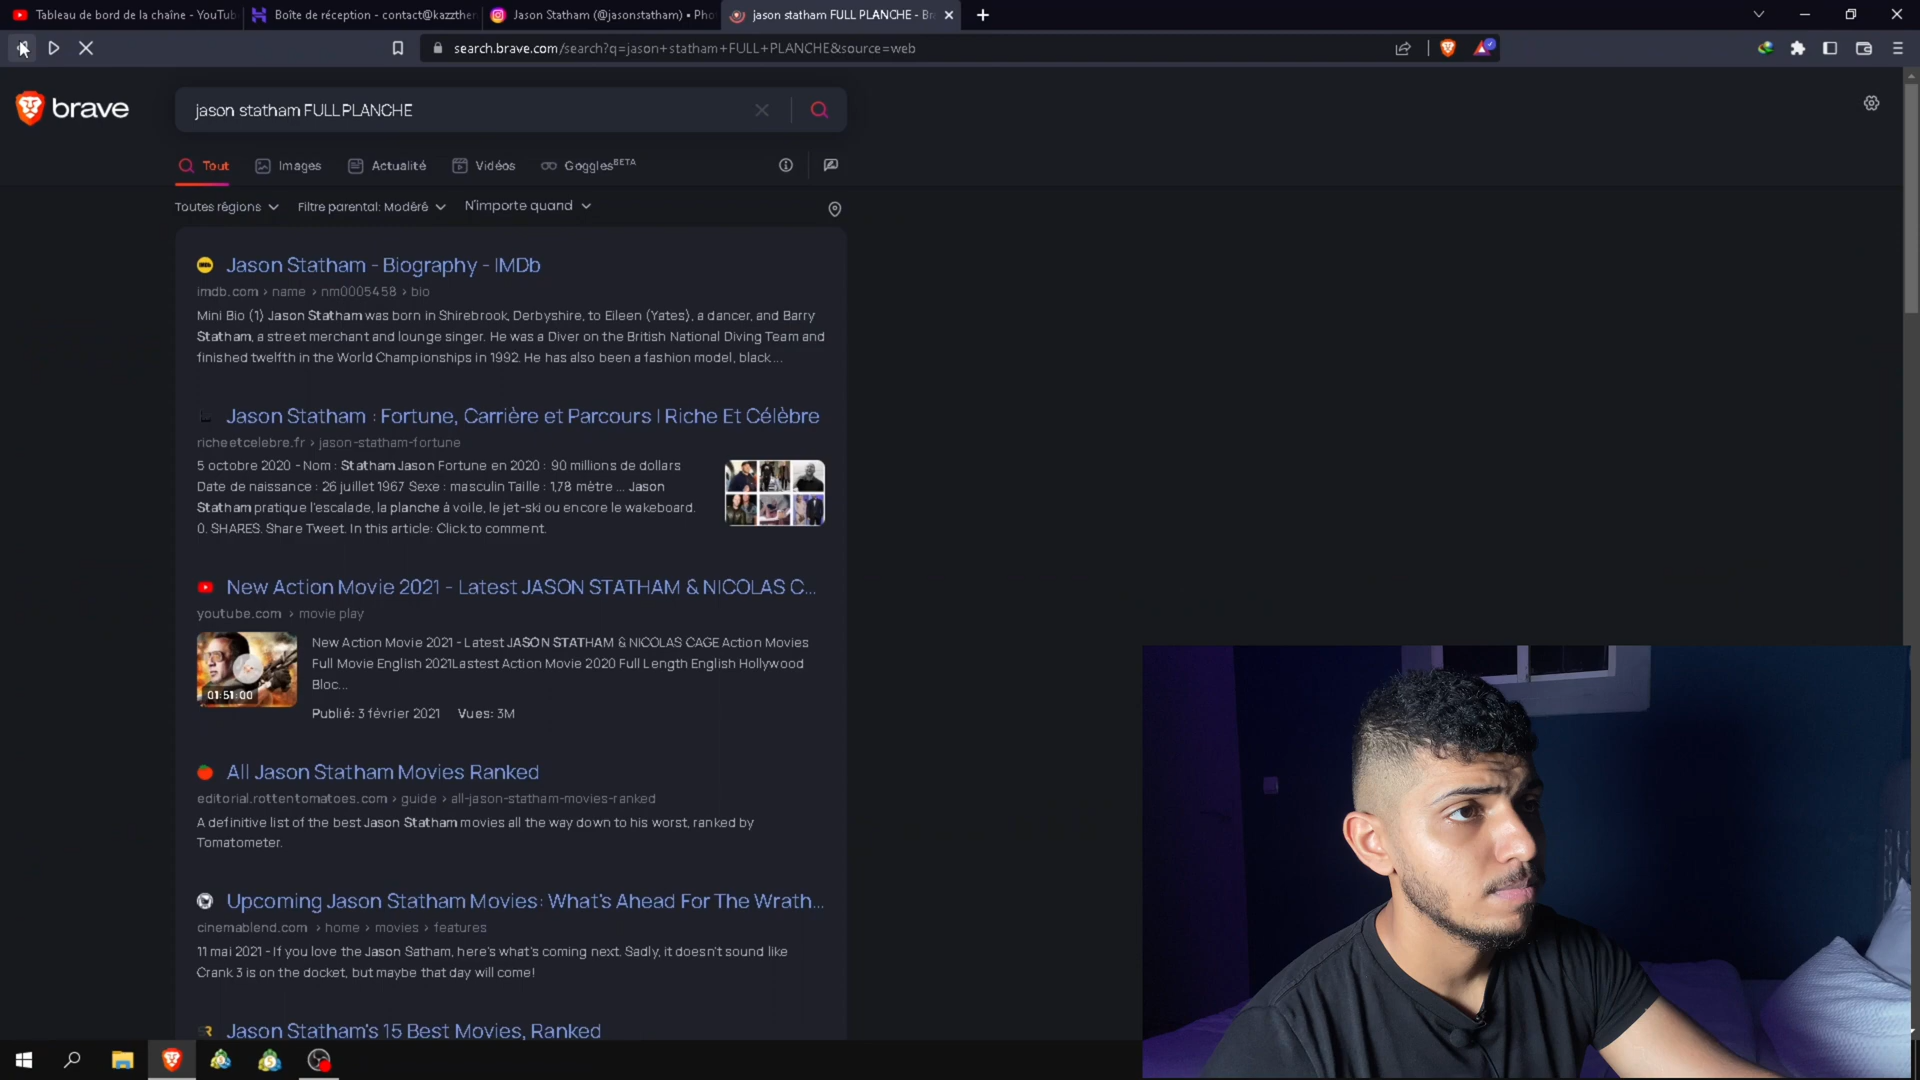 Tableau de bord de la chaîne - YouTub
Boîte de réception - contact@kazzthen
Jason Statham (@jasonstatham) • Pho
jason statham FULL PLANCHE - Br
search.brave.com/search?q=jason+statham+FULL+PLANCHE&source=web
brave
jason statham FULL PLANCHE
Tout
Images
Actualité
Vidéos
Goggles BETA
Toutes régions
Filtre parental: Modéré
N'importe quand
Jason Statham - Biography - IMDb
imdb.com › name › nm0005458 › bio
Mini Bio (1) Jason Statham was born in Shirebrook, Derbyshire, to Eileen (Yates), a dancer, and Barry
Statham, a street merchant and lounge singer. He was a Diver on the British National Diving Team and
finished twelfth in the World Championships in 1992. He has also been a fashion model, black ...
Jason Statham : Fortune, Carrière et Parcours | Riche Et Célèbre
richeetcelebre.fr › jason-statham-fortune
5 octobre 2020 - Nom : Statham Jason Fortune en 2020 : 90 millions de dollars
Date de naissance : 26 juillet 1967 Sexe : masculin Taille : 1,78 mètre ... Jason
Statham pratique l'escalade, la planche à voile, le jet-ski ou encore le wakeboard.
0. SHARES. Share Tweet. In this article: Click to comment.
New Action Movie 2021 - Latest JASON STATHAM & NICOLAS C...
youtube.com › movie play
01:51:00
New Action Movie 2021 - Latest JASON STATHAM & NICOLAS CAGE Action Movies
Full Movie English 2021Lastest Action Movie 2020 Full Length English Hollywood
Bloc...
Publié: 3 février 2021 Vues: 3M
All Jason Statham Movies Ranked
editorial.rottentomatoes.com › guide › all-jason-statham-movies-ranked
A definitive list of the best Jason Statham movies all the way down to his worst, ranked by
Tomatometer.
Upcoming Jason Statham Movies: What's Ahead For The Wrath...
cinemablend.com › home › movies › features
11 mai 2021 - If you love the Jason Satham, here's what's coming next. Sadly, it doesn't sound like
Crank 3 is on the docket, but maybe that day will come!
Jason Statham's 15 Best Movies, Ranked